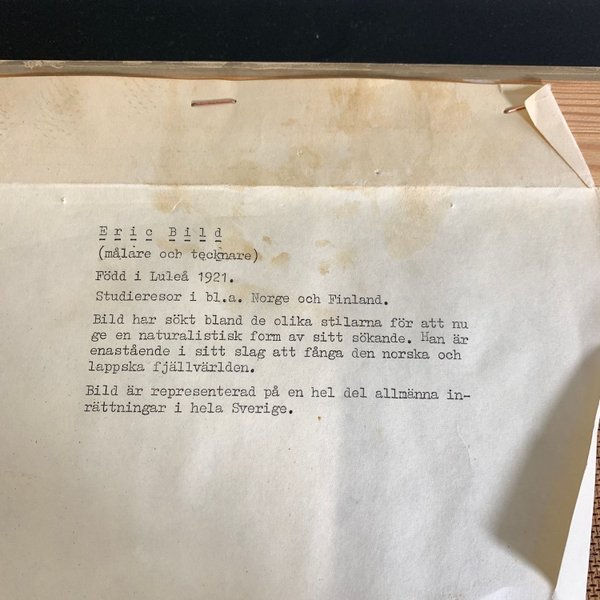 Eric Bild
(målare och tecknare)
Född i Luleå 1921.
Studieresor i bl.a. Norge och Finland.
Bild har sökt bland de olika stilarna för att nu
ge en naturalistisk form av sitt sökande. Han är
enastående i sitt slag att fånga den norska och
lappska fjällvärlden.
Bild är representerad på en hel del allmänna in-
rättningar i hela Sverige.